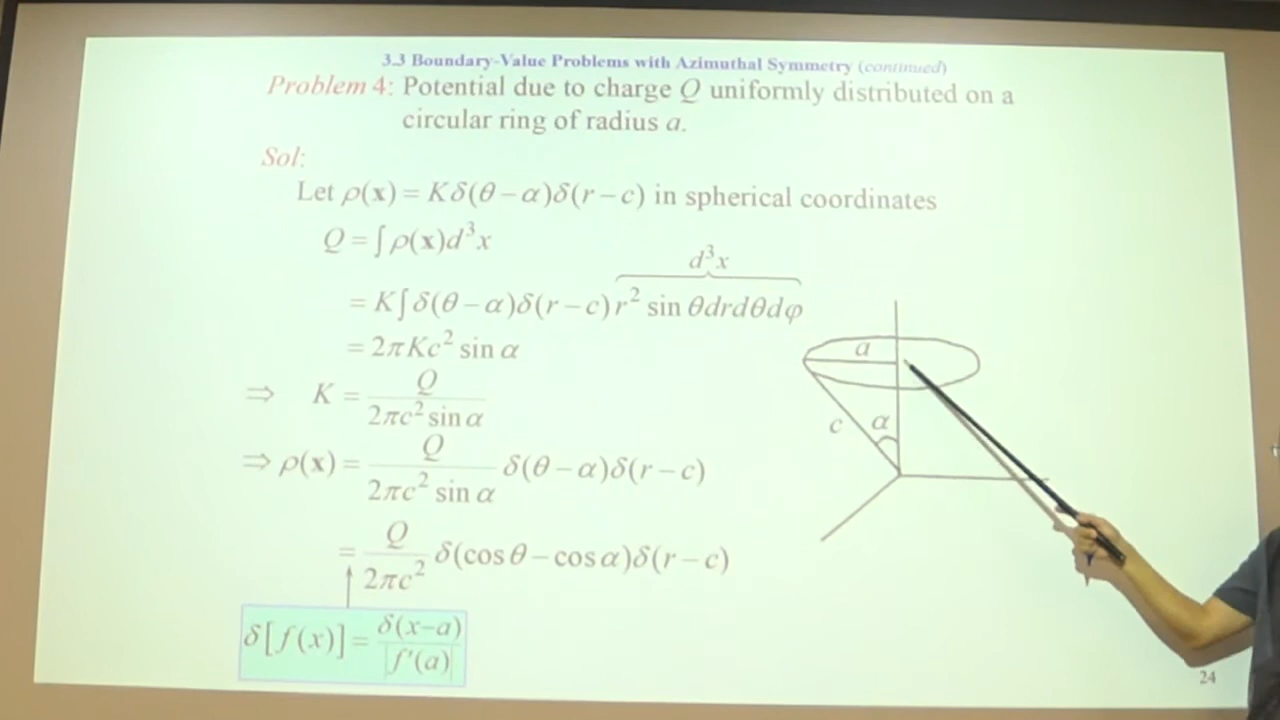 3.3 Boundary-Value Problems with Azimuthal Symmetry (continued)
Problem 4: Potential due to charge Q uniformly distributed on a
circular ring of radius a.
Sol:
Let ρ(x) = Kδ(θ − α)δ(r − c) in spherical coordinates
Q = ∫ρ(x)d³x
d³x
= K∫δ(θ − α)δ(r − c)r² sin θdrdθdφ
= 2πKc² sin α
⇒ K = Q / 2πc² sin α
⇒ ρ(x) = Q / 2πc² sin α δ(θ − α)δ(r − c)
= Q / 2πc² δ(cos θ − cos α)δ(r − c)
δ[f(x)] = δ(x−a) / |f′(a)|
a
c
α
24